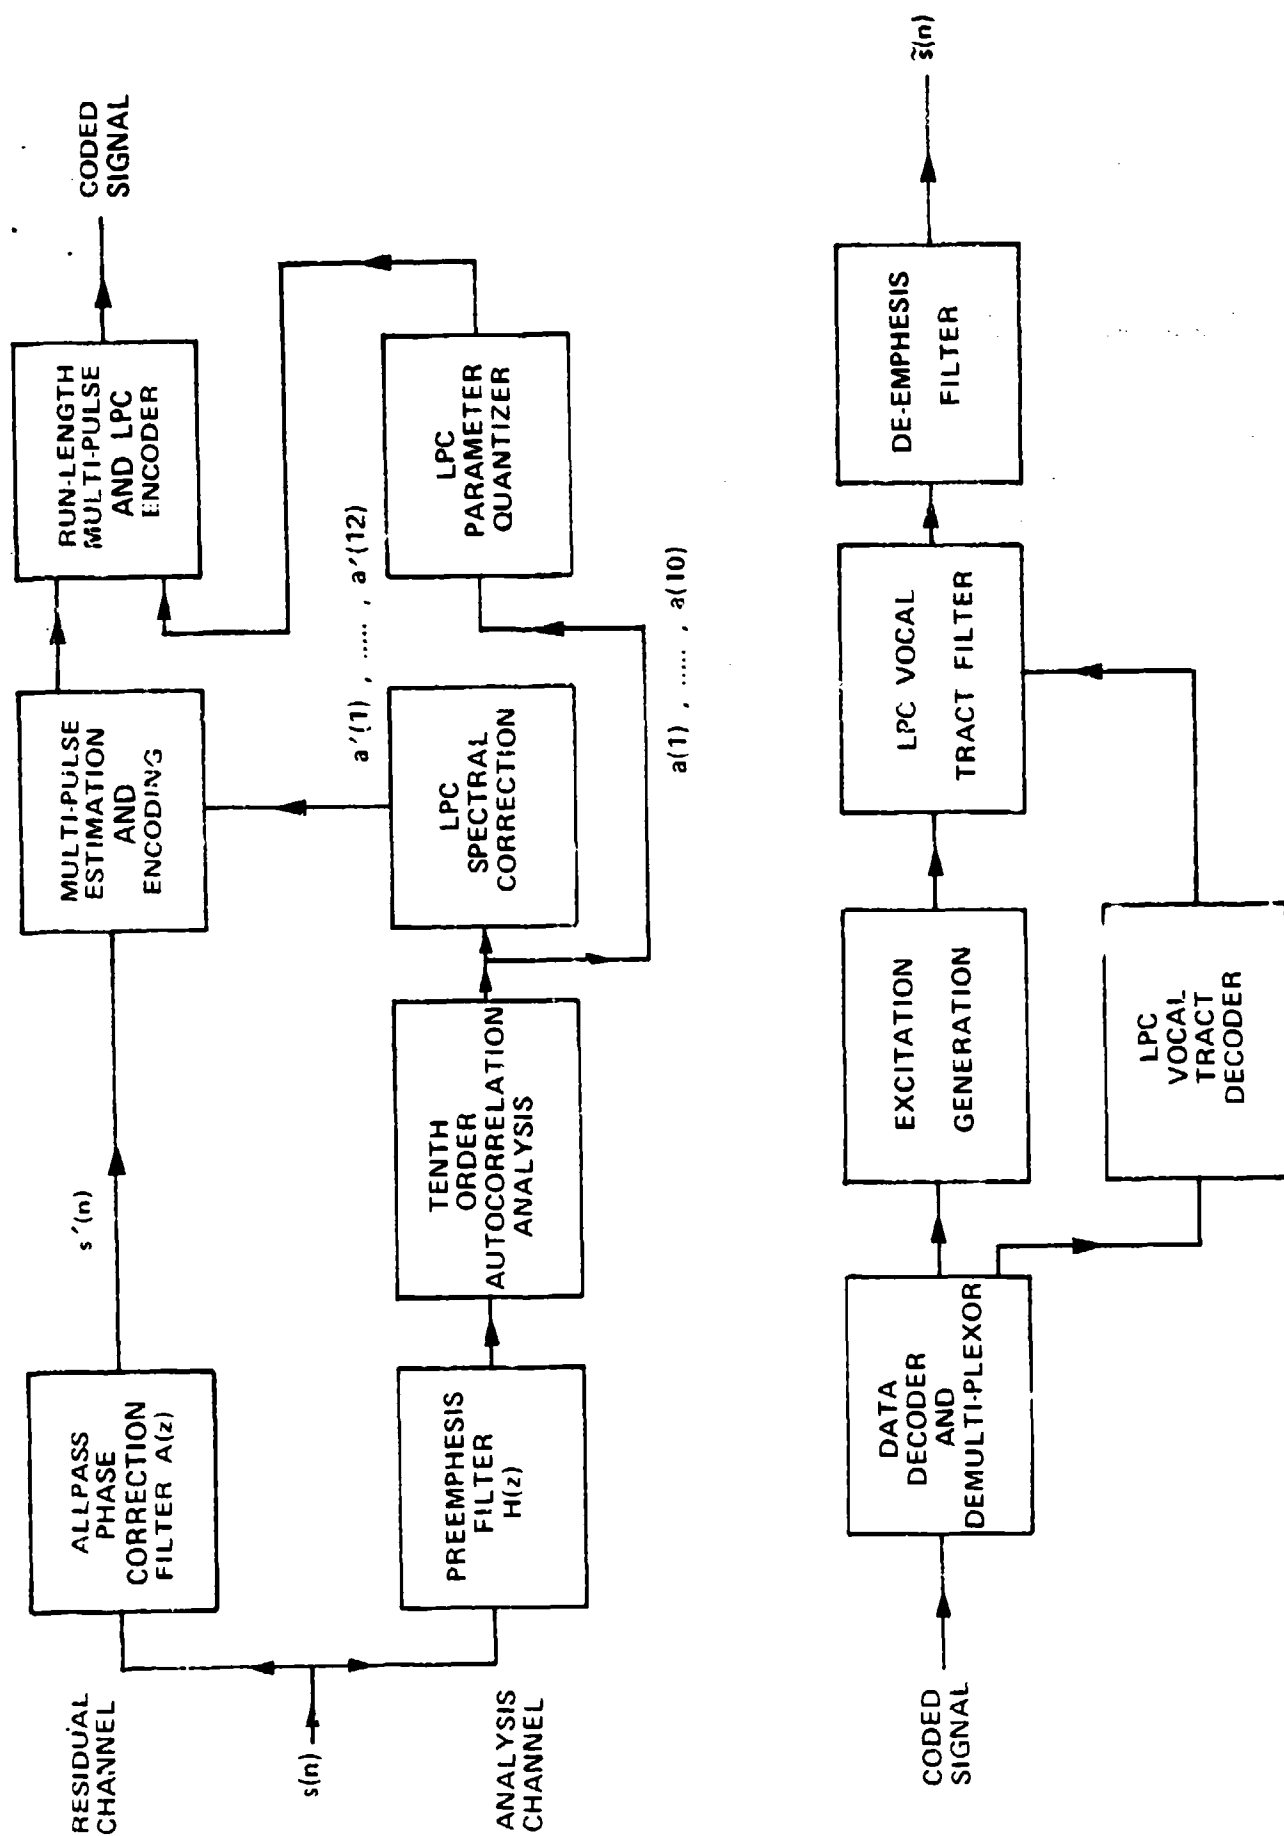 RESIDUAL
CHANNEL
ALLPASS
PHASE
CORRECTION
FILTER A(z)
s′(n)
MULTI-PULSE
ESTIMATION
AND
ENCODING
RUN-LENGTH
MULTI-PULSE
AND LPC
ENCODER
CODED
SIGNAL
s(n)
ANALYSIS
CHANNEL
PREEMPHESIS
FILTER
H(z)
TENTH
ORDER
AUTOCORRELATION
ANALYSIS
LPC
SPECTRAL
CORRECTION
a′(1) , ..... , a′(12)
LPC
PARAMETER
QUANTIZER
a(1) , ..... , a(10)
CODED
SIGNAL
DATA
DECODER
AND
DEMULTI-PLEXOR
EXCITATION
GENERATION
LPC VOCAL
TRACT FILTER
DE-EMPHESIS
FILTER
s̃(n)
LPC
VOCAL
TRACT
DECODER